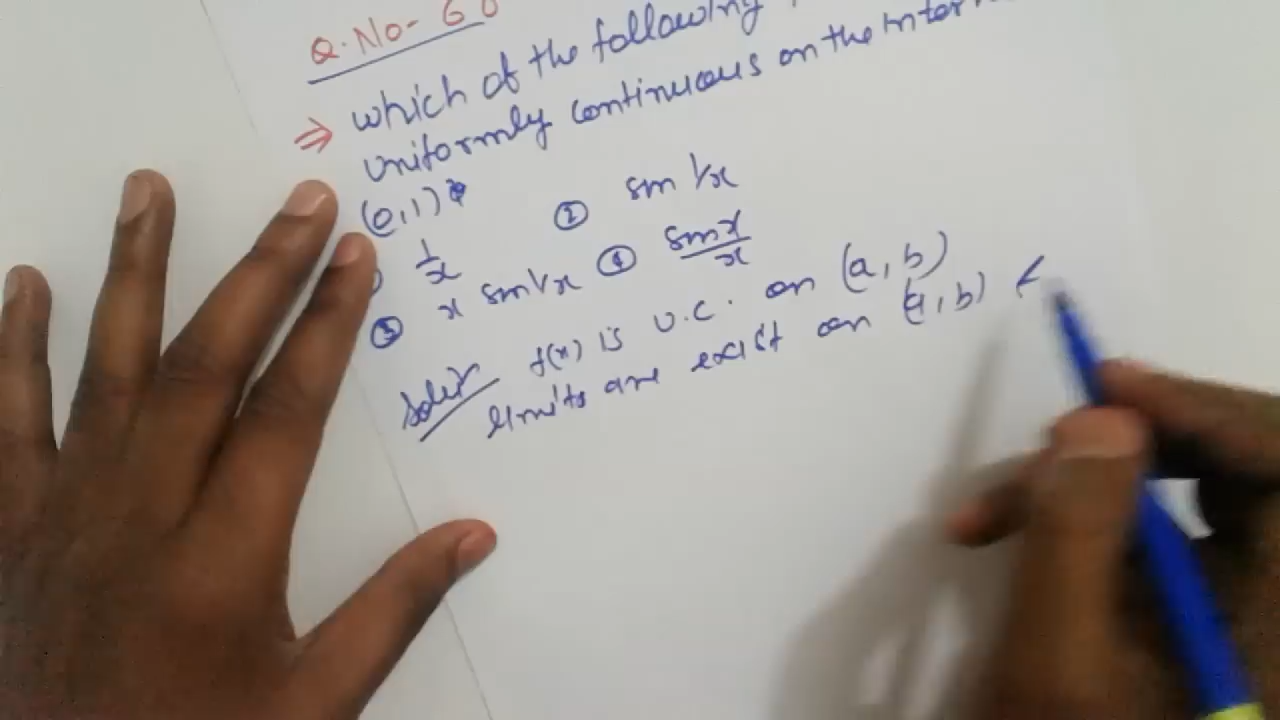 Q.No- 60
⇒ which of the following
uniformly continuous on the inter
(0,1)?
1/x ② sin 1/x
③ x sin 1/x ④ sinx/x
Soln f(x) is U.C. on (a, b)
limits are exist on (a, b) <